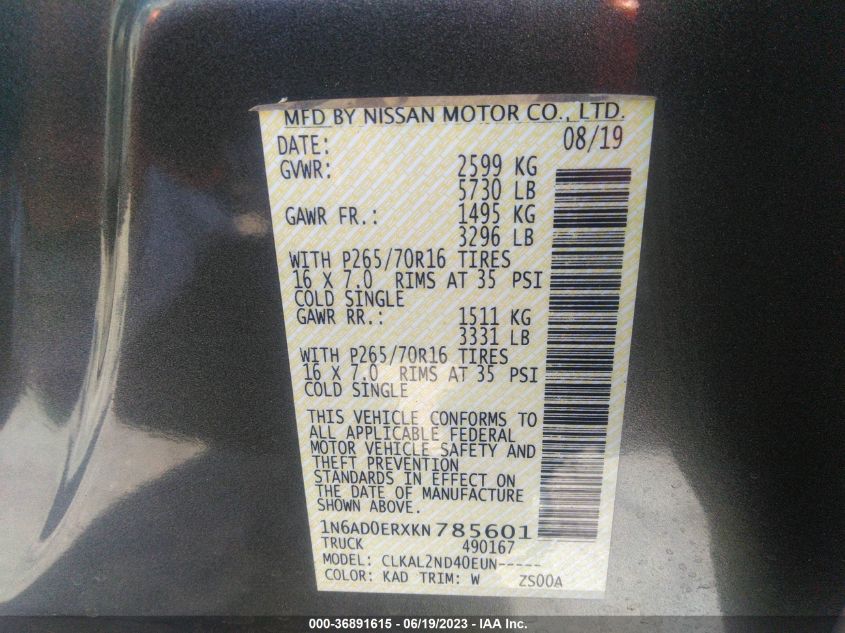 MFD BY NISSAN MOTOR CO., LTD.
DATE: 08/19
GVWR: 2599 KG
5730 LB
GAWR FR.: 1495 KG
3296 LB
WITH P265/70R16 TIRES
16 X 7.0 RIMS AT 35 PSI
COLD SINGLE
GAWR RR.: 1511 KG
3331 LB
WITH P265/70R16 TIRES
16 X 7.0 RIMS AT 35 PSI
COLD SINGLE
THIS VEHICLE CONFORMS TO
ALL APPLICABLE FEDERAL
MOTOR VEHICLE SAFETY AND
THEFT PREVENTION
STANDARDS IN EFFECT ON
THE DATE OF MANUFACTURE
SHOWN ABOVE.
1N6AD0ERXKN785601
TRUCK 490167
MODEL: CLKAL2ND40EUN-----
COLOR: KAD TRIM: W ZS00A
000-36891615 - 06/19/2023 - IAA Inc.